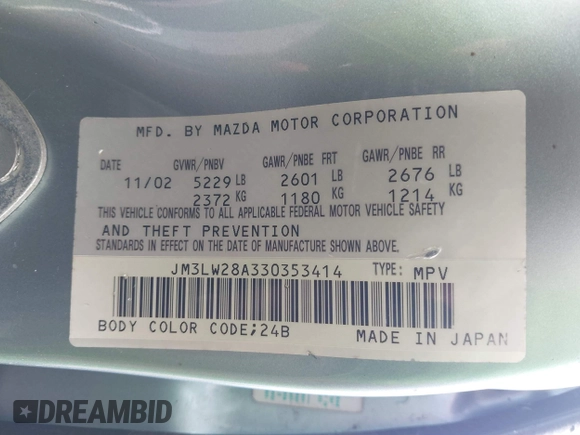 MFD. BY MAZDA MOTOR CORPORATION
DATE GVWR/PNBV GAWR/PNBE FRT GAWR/PNBE RR
11/02 5229 LB 2601 LB 2676 LB
2372 KG 1180 KG 1214 KG
THIS VEHICLE CONFORMS TO ALL APPLICABLE FEDERAL MOTOR VEHICLE SAFETY
AND THEFT PREVENTION
STANDARDS IN EFFECT ON THE DATE OF MANUFACTURE SHOWN ABOVE.
JM3LW28A330353414 TYPE: MPV
BODY COLOR CODE;24B MADE IN JAPAN
DREAMBID